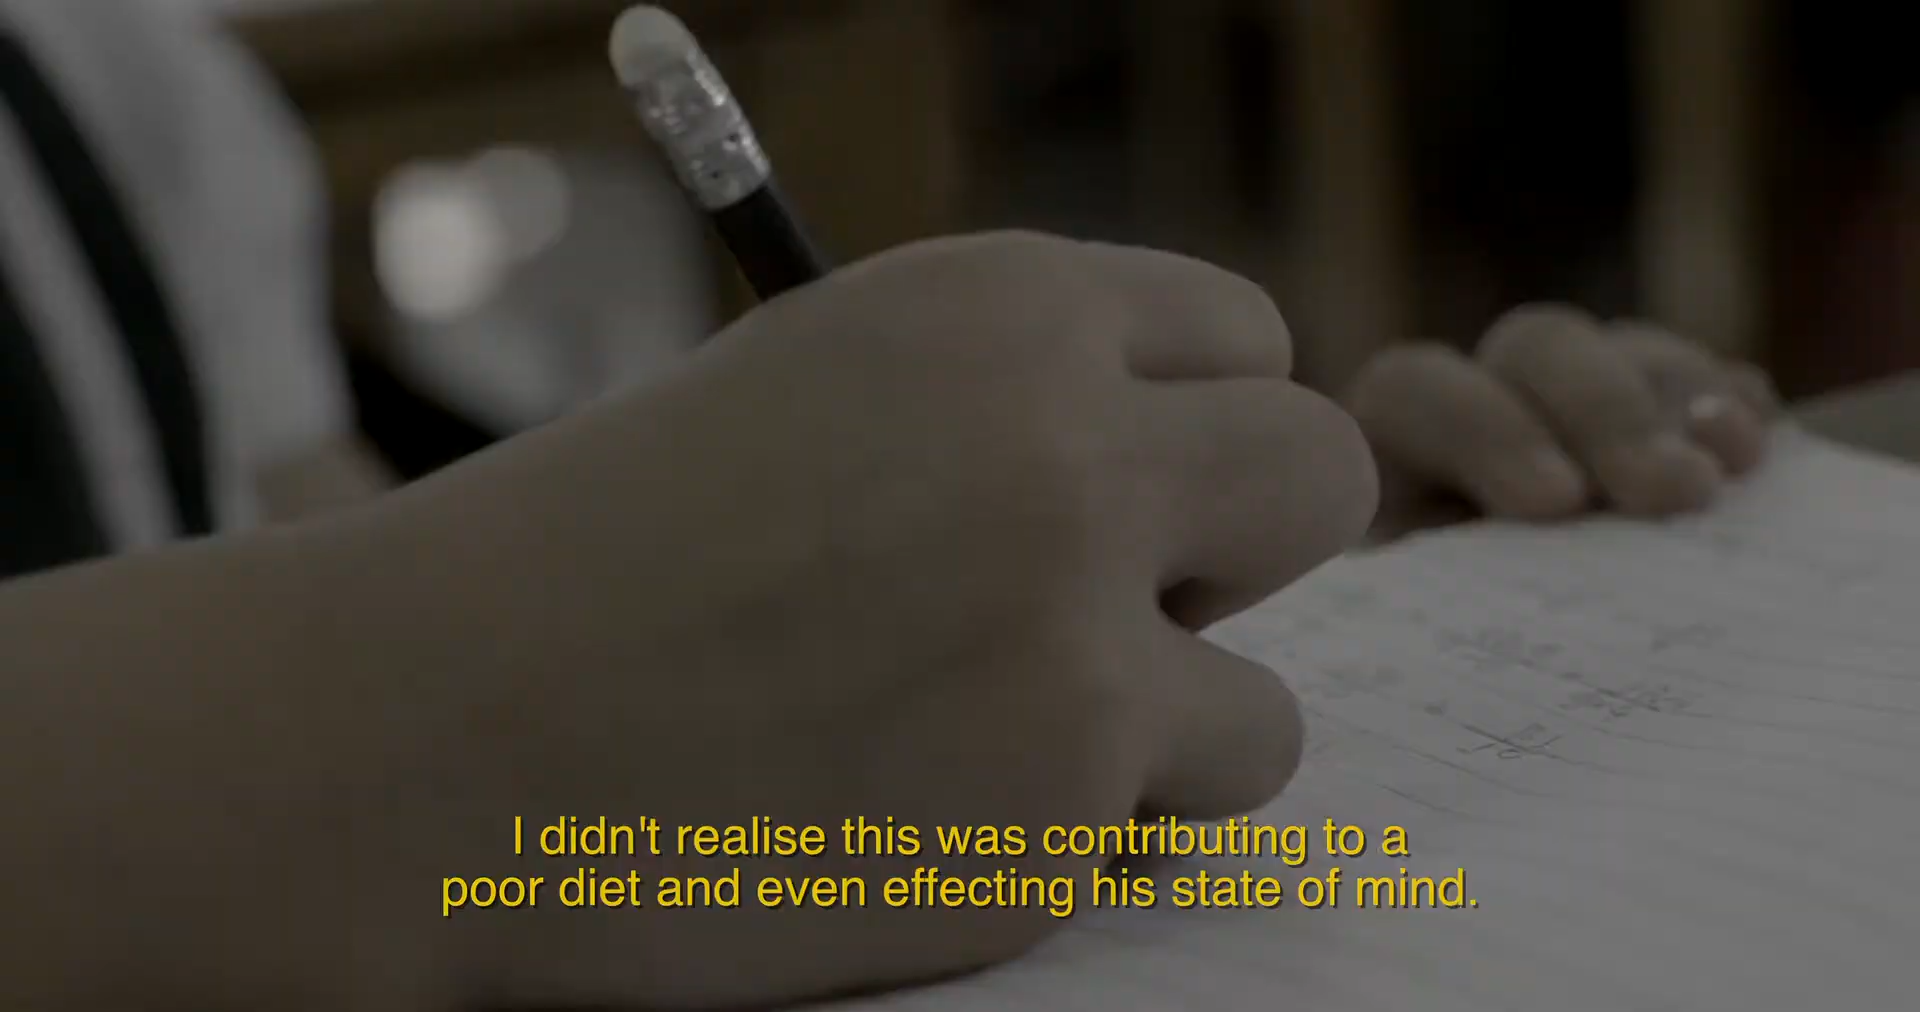 I didn't realise this was contributing to a
poor diet and even effecting his state of mind.